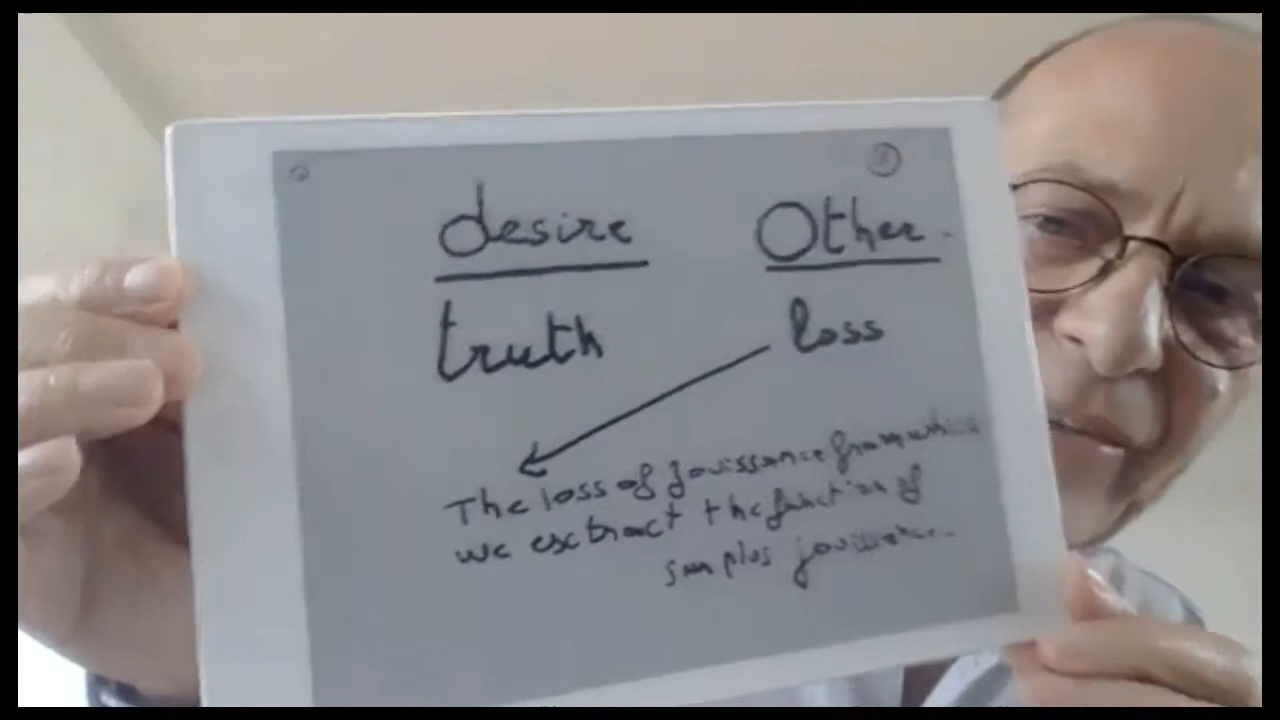 desire Other
truth loss
The loss of jouissance from which
we extract the function of
surplus jouissance